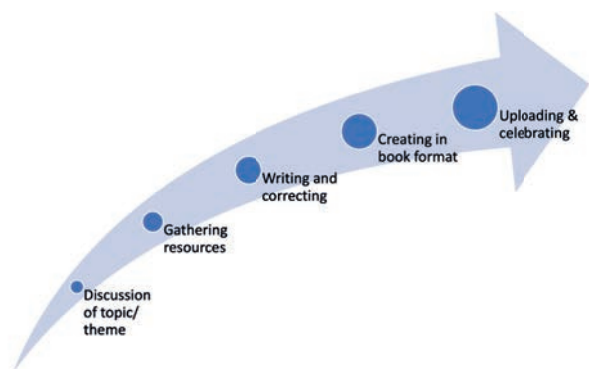 Discussion
of topic/
theme
Gathering
resources
Writing and
correcting
Creating in
book format
Uploading &
celebrating